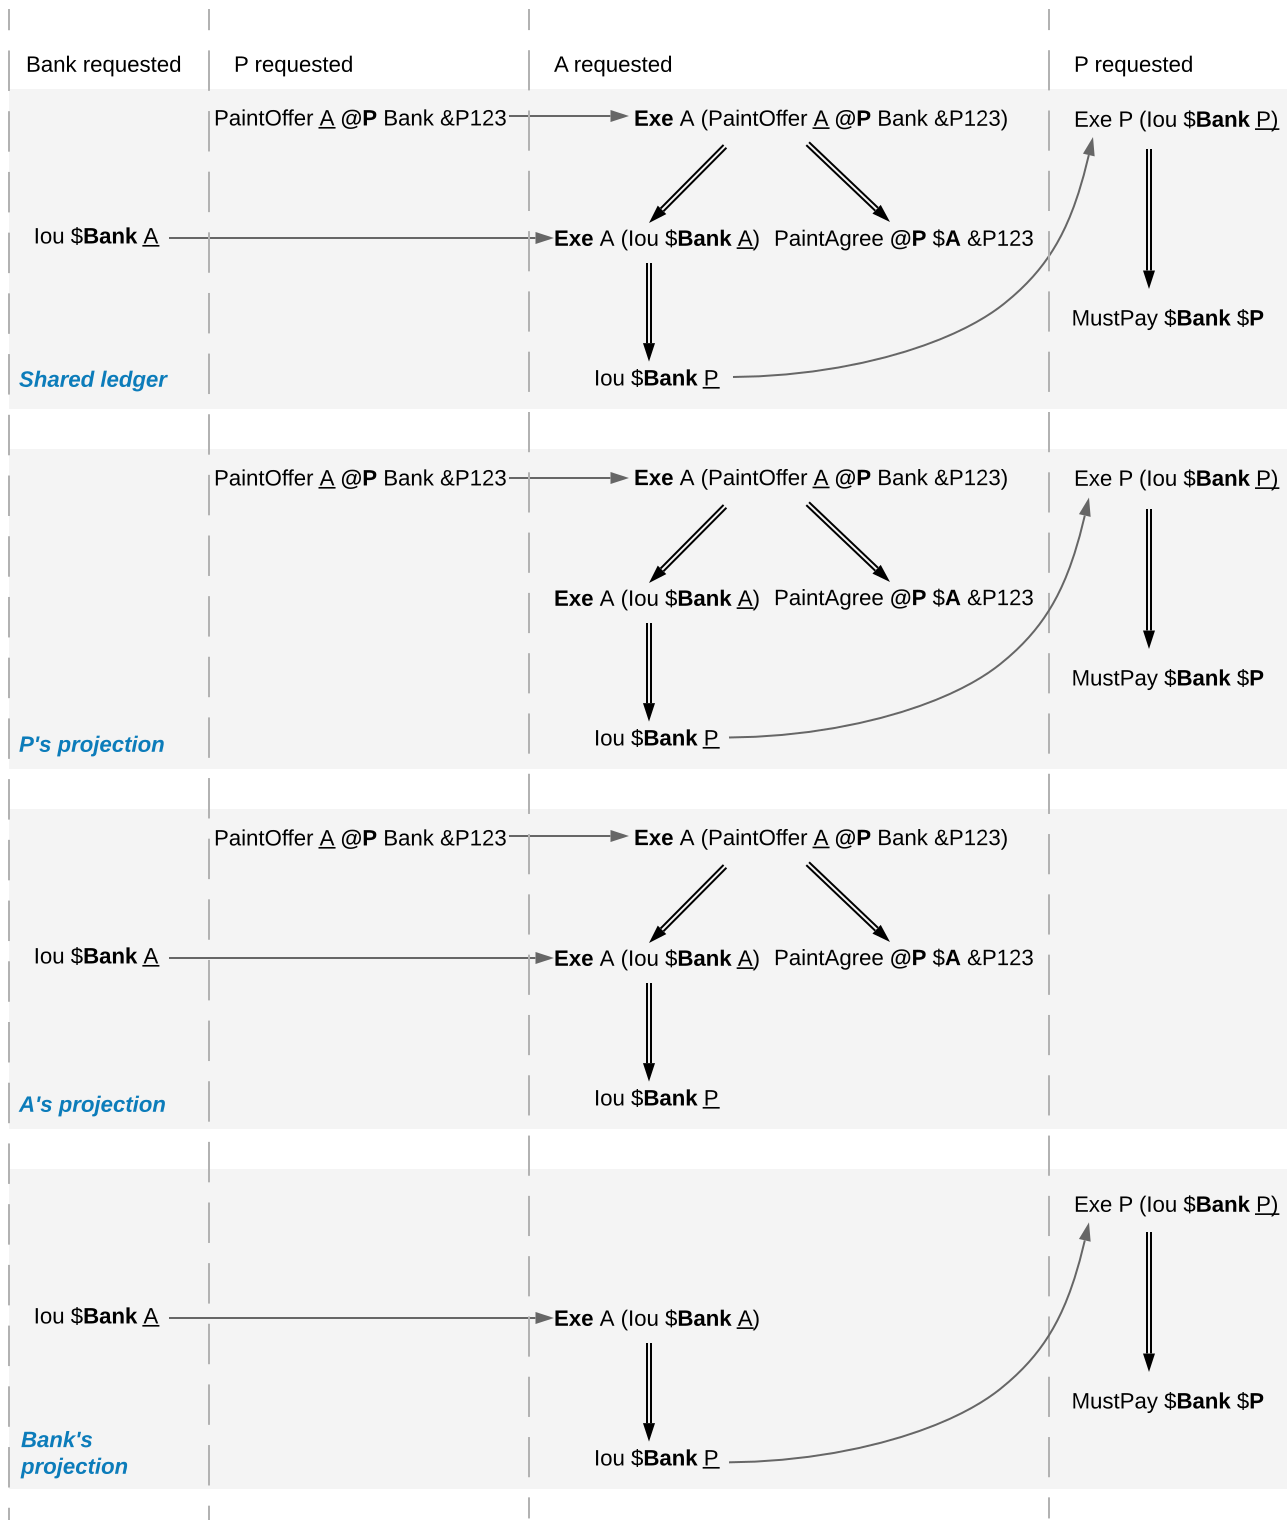 Bank requested
P requested
A requested
P requested
PaintOffer A @P Bank &P123
Exe A (PaintOffer A @P Bank &P123)
Exe P (Iou $Bank P)
Iou $Bank A
Exe A (Iou $Bank A)
PaintAgree @P $A &P123
MustPay $Bank $P
Shared ledger
Iou $Bank P
PaintOffer A @P Bank &P123
Exe A (PaintOffer A @P Bank &P123)
Exe P (Iou $Bank P)
Exe A (Iou $Bank A)
PaintAgree @P $A &P123
MustPay $Bank $P
P's projection
Iou $Bank P
PaintOffer A @P Bank &P123
Exe A (PaintOffer A @P Bank &P123)
Iou $Bank A
Exe A (Iou $Bank A)
PaintAgree @P $A &P123
A's projection
Iou $Bank P
Exe P (Iou $Bank P)
Iou $Bank A
Exe A (Iou $Bank A)
MustPay $Bank $P
Bank's
projection
Iou $Bank P